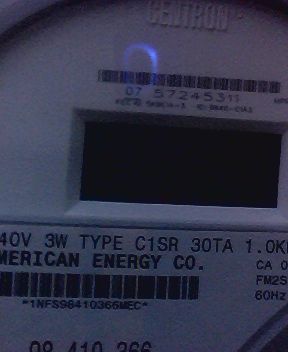 CENTRON
07 57245311
40V 3W TYPE C1SR 30TA 1.0K
MERICAN ENERGY CO.
CA 0
FM2S
60Hz
*1NFS98410366MEC*
98 410 366